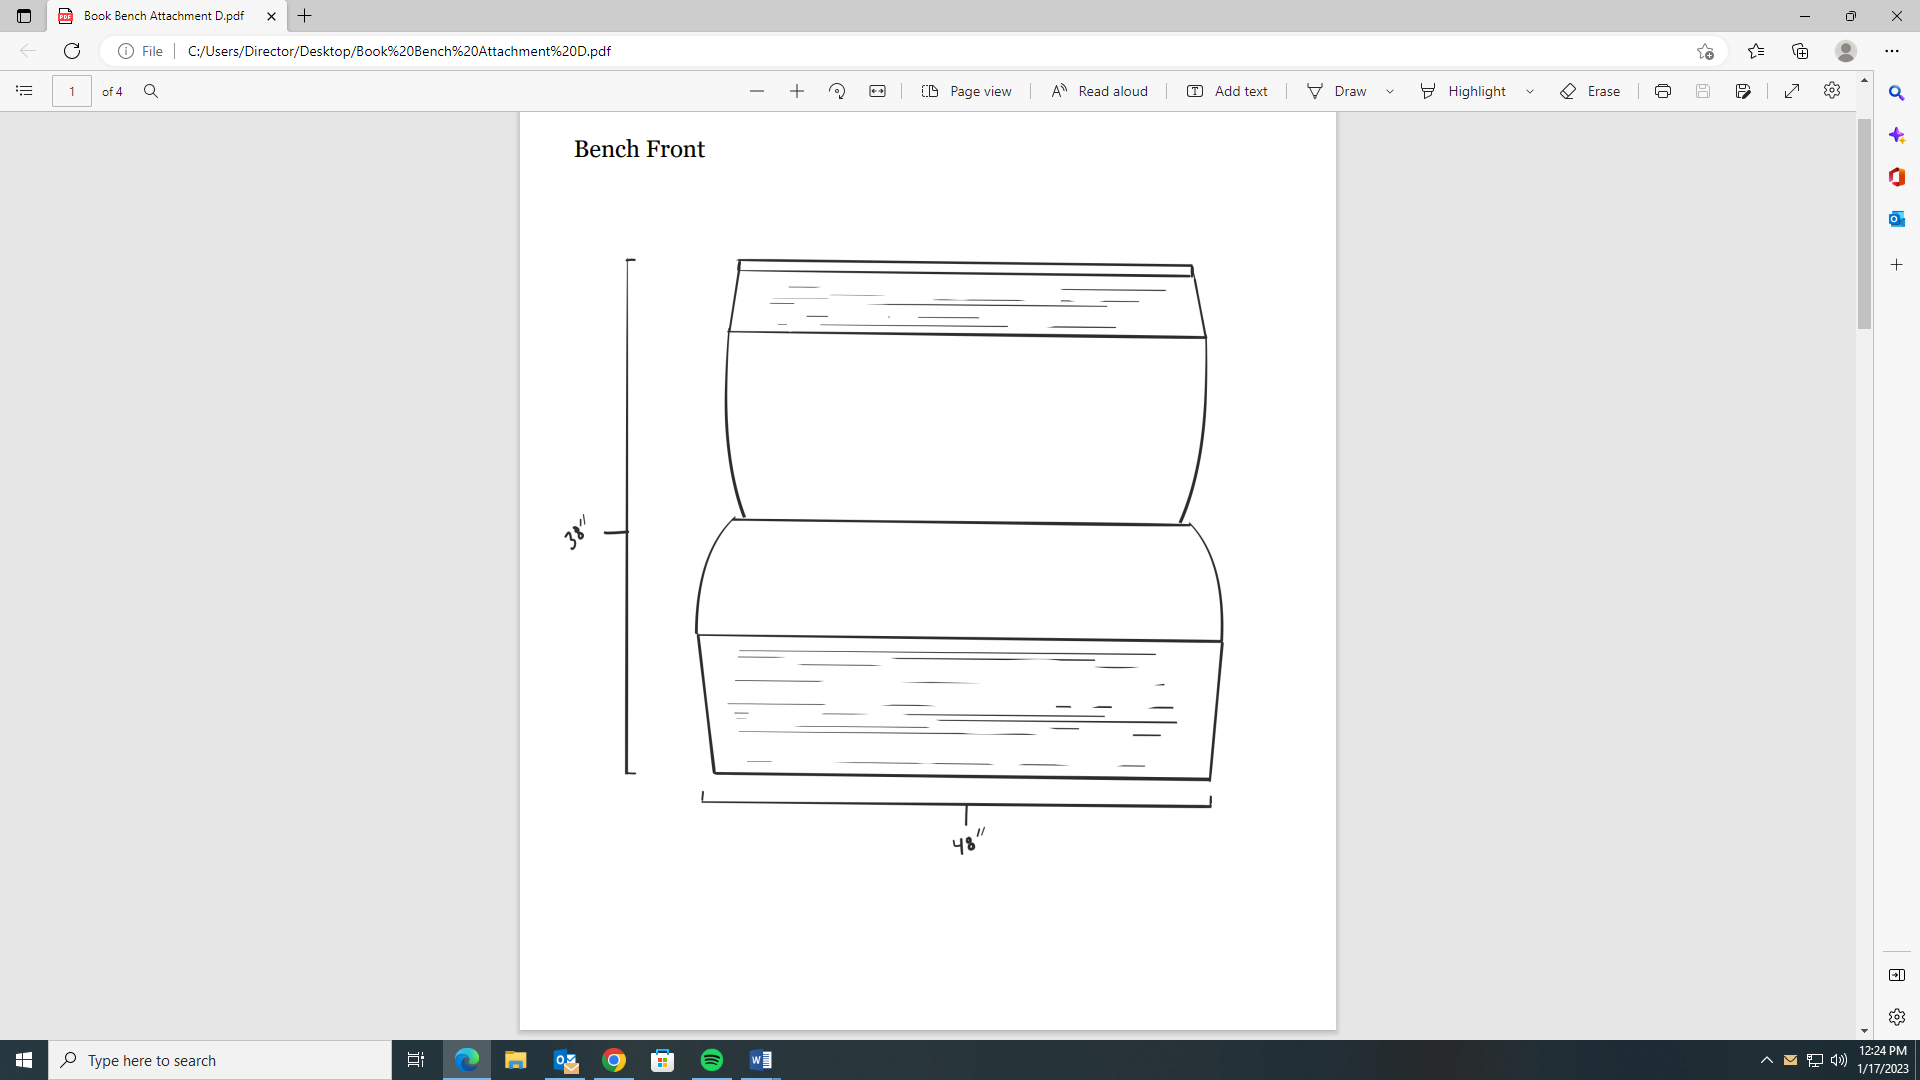 Book Bench Attachment D.pdf
File
C:/Users/Director/Desktop/Book%20Bench%20Attachment%20D.pdf
1 of 4
Page view
Read aloud
Add text
Draw
Highlight
Erase
Bench Front
38"
48"
Type here to search
12:24 PM
1/17/2023